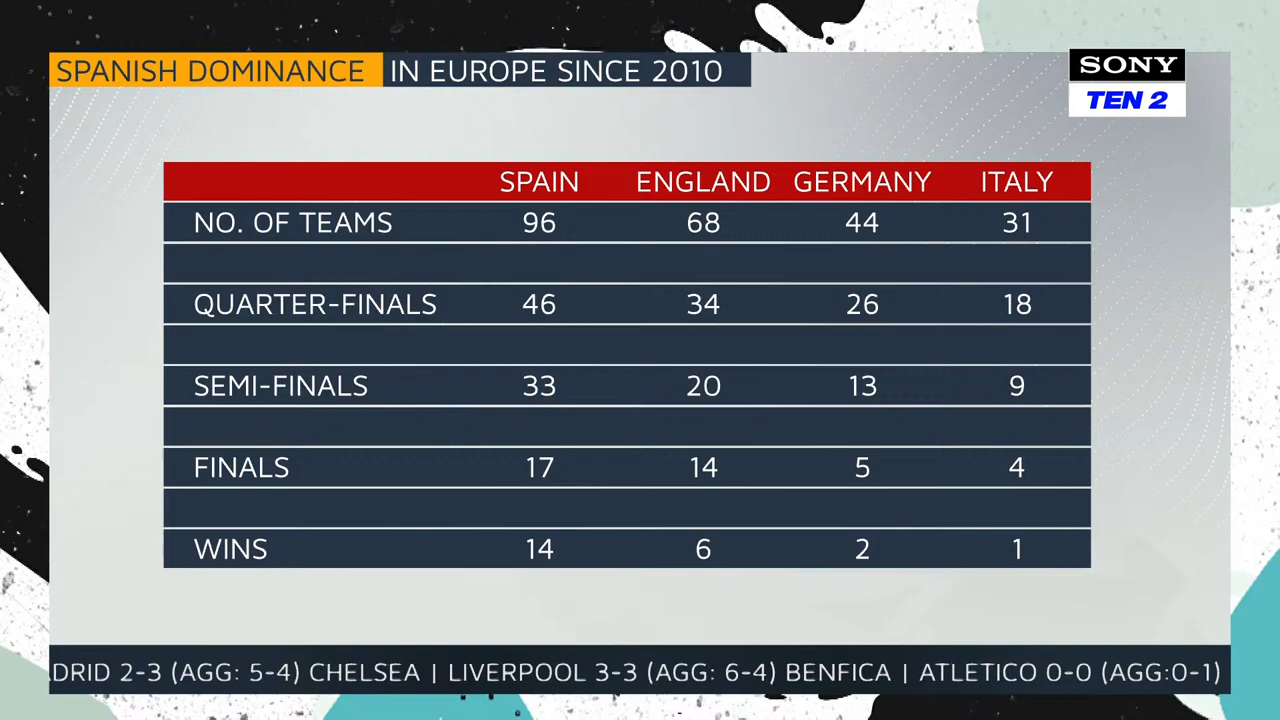 SPANISH DOMINANCE IN EUROPE SINCE 2010
SONY
TEN 2
SPAIN ENGLAND GERMANY ITALY
NO. OF TEAMS 96 68 44 31
QUARTER-FINALS 46 34 26 18
SEMI-FINALS 33 20 13 9
FINALS 17 14 5 4
WINS 14 6 2 1
DRID 2-3 (AGG: 5-4) CHELSEA | LIVERPOOL 3-3 (AGG: 6-4) BENFICA | ATLETICO 0-0 (AGG:0-1)